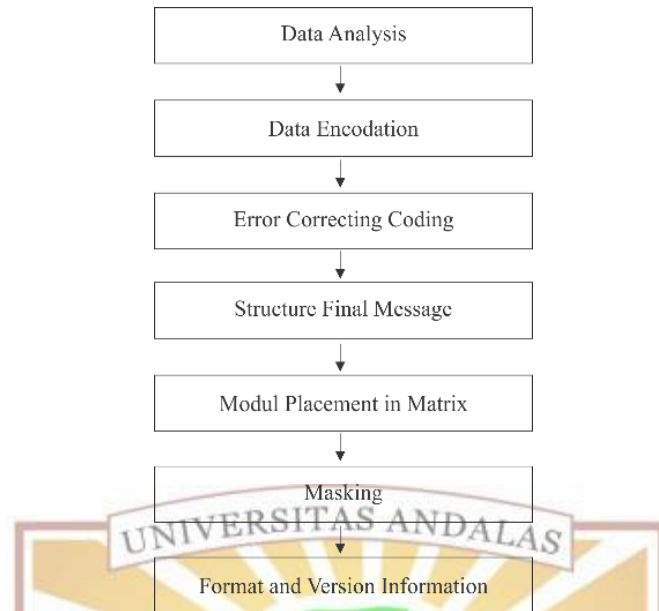 Data Analysis
Data Encodation
Error Correcting Coding
Structure Final Message
Modul Placement in Matrix
Masking
UNIVERSITAS ANDALAS
Format and Version Information